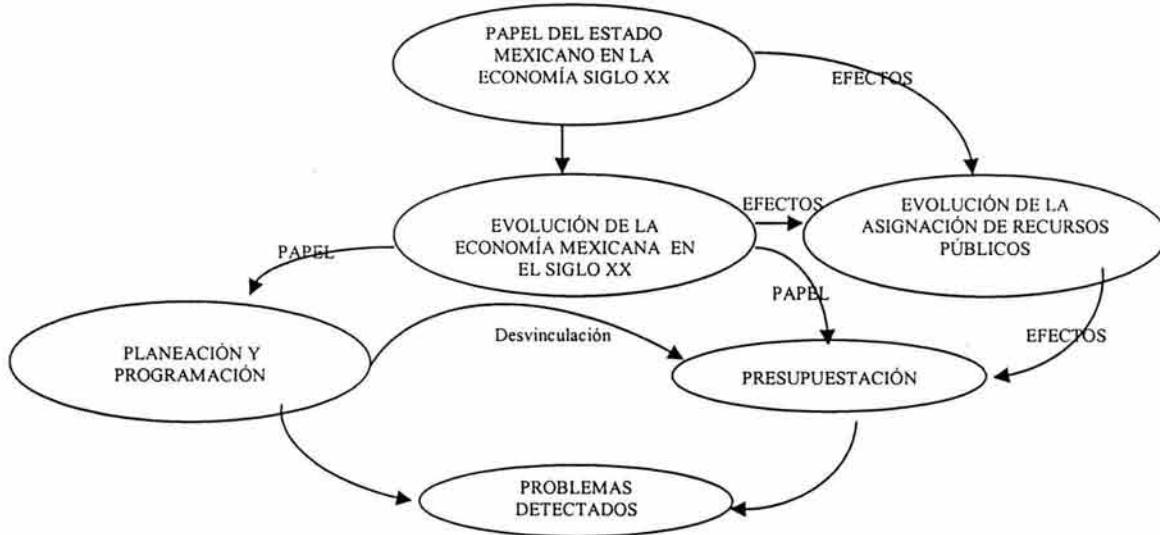 PAPEL DEL ESTADO
MEXICANO EN LA
ECONOMÍA SIGLO XX
EFECTOS
EVOLUCIÓN DE LA
ECONOMÍA MEXICANA EN
EL SIGLO XX
EFECTOS
EVOLUCIÓN DE LA
ASIGNACIÓN DE RECURSOS
PÚBLICOS
PAPEL
PAPEL
Desvinculación
EFECTOS
PLANEACIÓN Y
PROGRAMACIÓN
PRESUPUESTACIÓN
PROBLEMAS
DETECTADOS